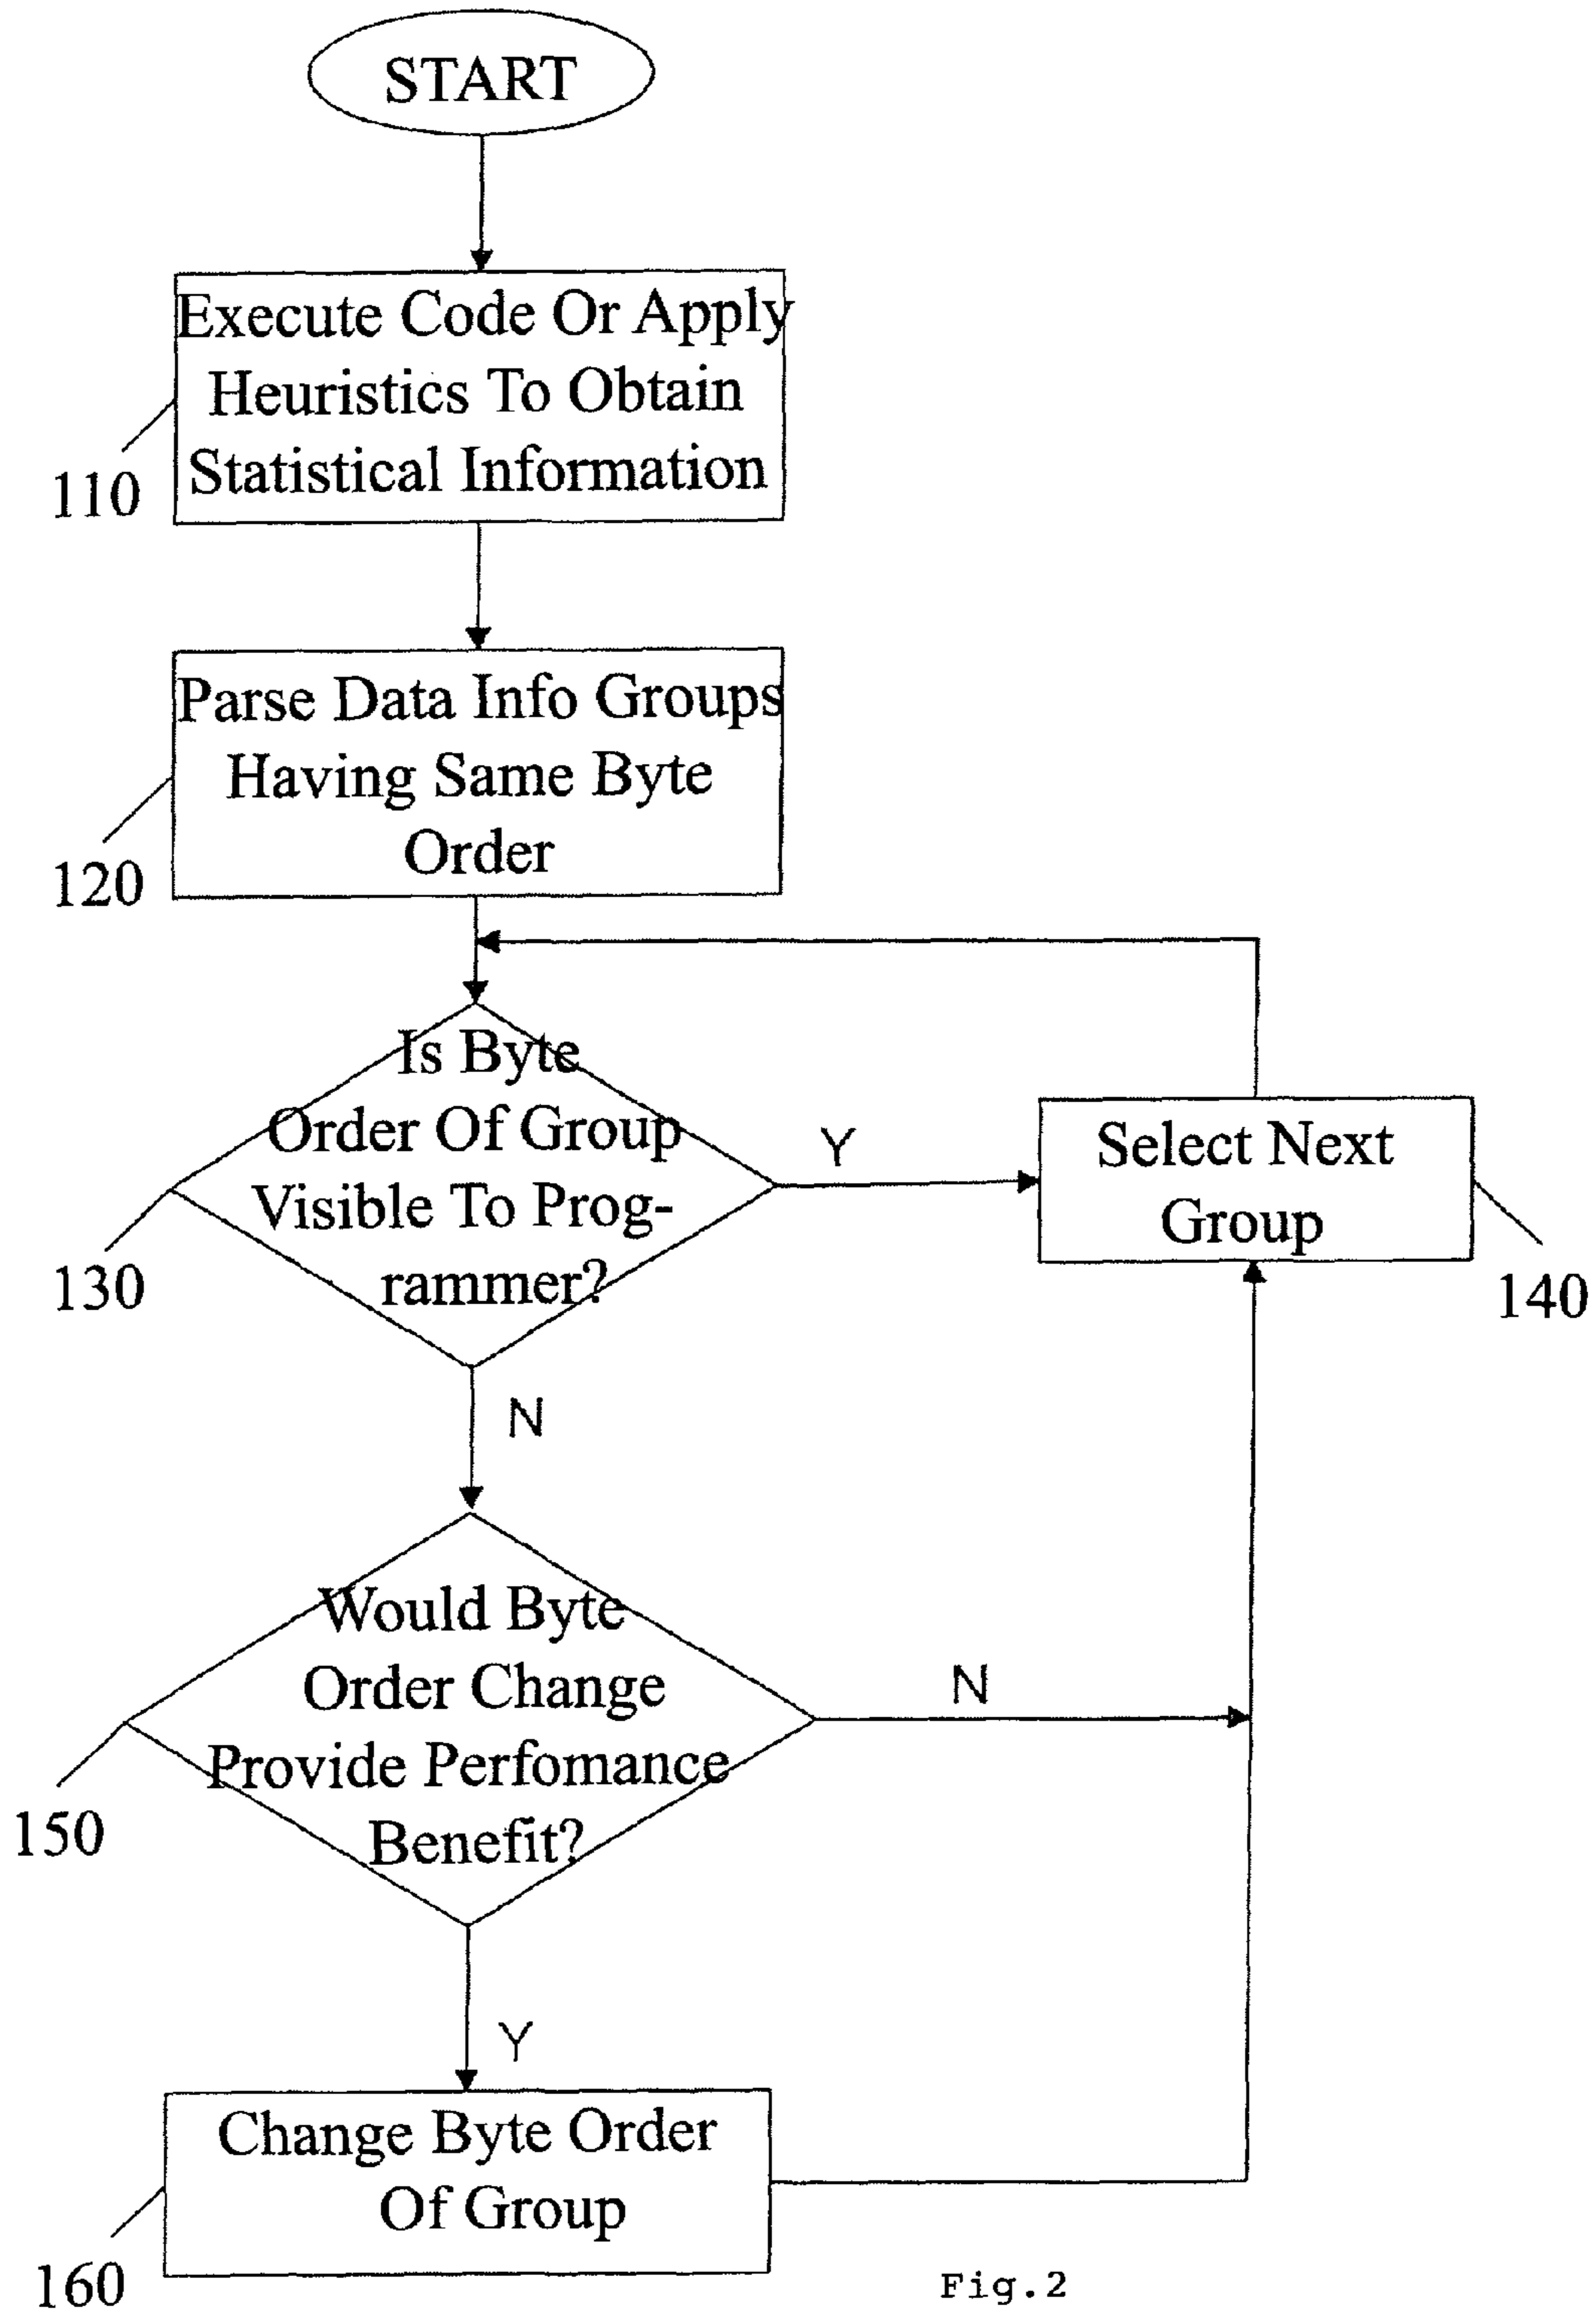 START
Execute Code Or Apply
Heuristics To Obtain
Statistical Information
110
Parse Data Info Groups
Having Same Byte
Order
120
Is Byte
Order Of Group
Visible To Prog-
rammer?
130
Y
Select Next
Group
140
N
Would Byte
Order Change
Provide Perfomance
Benefit?
150
N
Y
Change Byte Order
Of Group
160
Fig.2